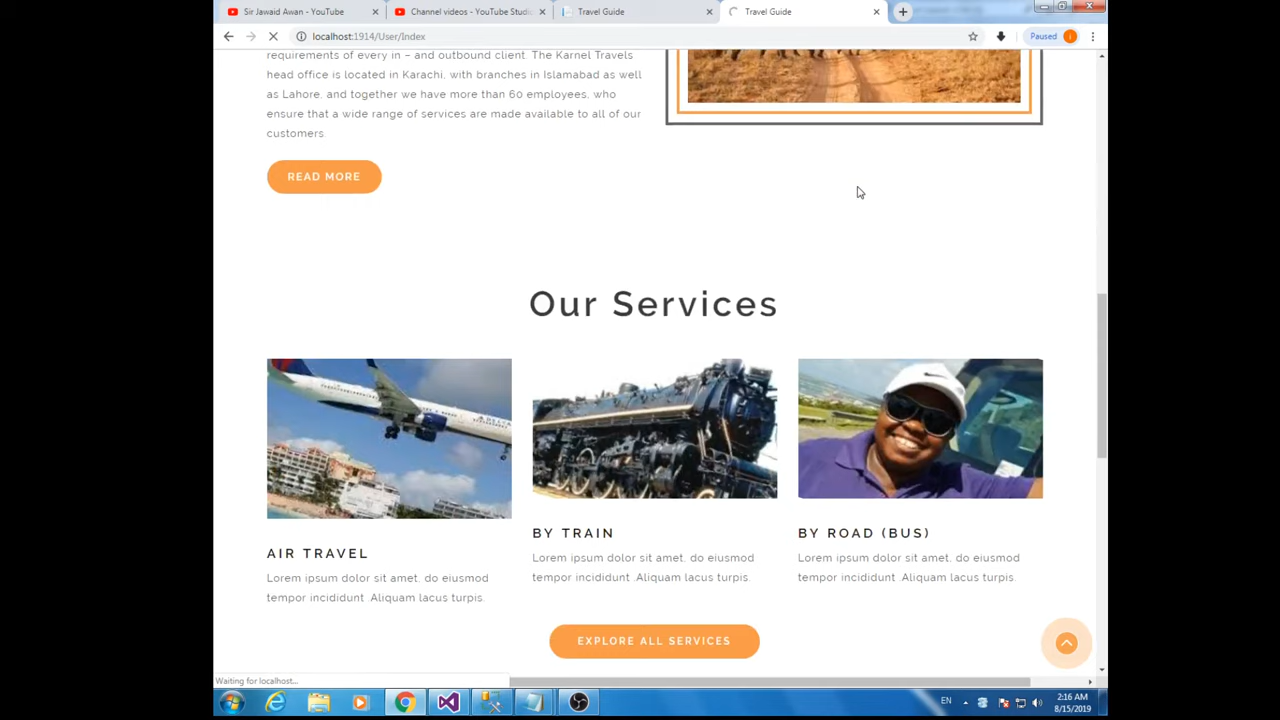 Sir Jawaid Awan - YouTube
Channel videos - YouTube Studio
Travel Guide
Travel Guide
localhost:1914/User/Index
Paused
requirements of every in – and outbound client. The Karnel Travels
head office is located in Karachi, with branches in Islamabad as well
as Lahore, and together we have more than 60 employees, who
ensure that a wide range of services are made available to all of our
customers.
READ MORE
Our Services
AIR TRAVEL
Lorem ipsum dolor sit amet, do eiusmod
tempor incididunt .Aliquam lacus turpis.
BY TRAIN
Lorem ipsum dolor sit amet, do eiusmod
tempor incididunt .Aliquam lacus turpis.
BY ROAD (BUS)
Lorem ipsum dolor sit amet, do eiusmod
tempor incididunt .Aliquam lacus turpis.
EXPLORE ALL SERVICES
Waiting for localhost...
EN
2:16 AM
8/15/2019